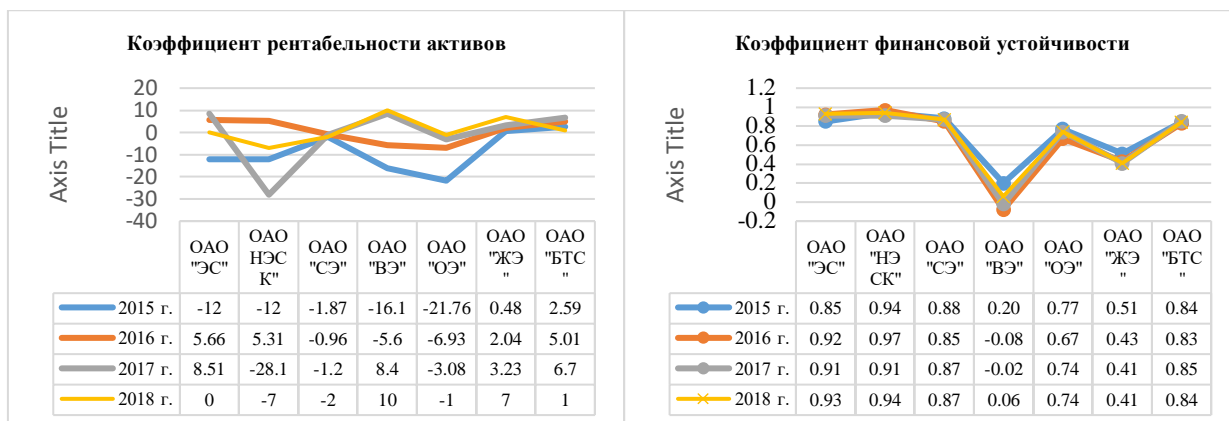 Коэффициент рентабельности активов
Axis Title
20
10
0
-10
-20
-30
-40
ОАО "ЭС" ОАО НЭСК" ОАО "СЭ" ОАО "ВЭ" ОАО "ОЭ" ОАО "ЖЭ" ОАО "БТС"
2015 г. -12 -12 -1.87 -16.1 -21.76 0.48 2.59
2016 г. 5.66 5.31 -0.96 -5.6 -6.93 2.04 5.01
2017 г. 8.51 -28.1 -1.2 8.4 -3.08 3.23 6.7
2018 г. 0 -7 -2 10 -1 7 1
Коэффициент финансовой устойчивости
Axis Title
1.2
1
0.8
0.6
0.4
0.2
0
-0.2
ОАО "ЭС" ОАО "НЭСК" ОАО "СЭ" ОАО "ВЭ" ОАО "ОЭ" ОАО "ЖЭ" ОАО "БТС"
2015 г. 0.85 0.94 0.88 0.20 0.77 0.51 0.84
2016 г. 0.92 0.97 0.85 -0.08 0.67 0.43 0.83
2017 г. 0.91 0.91 0.87 -0.02 0.74 0.41 0.85
2018 г. 0.93 0.94 0.87 0.06 0.74 0.41 0.84